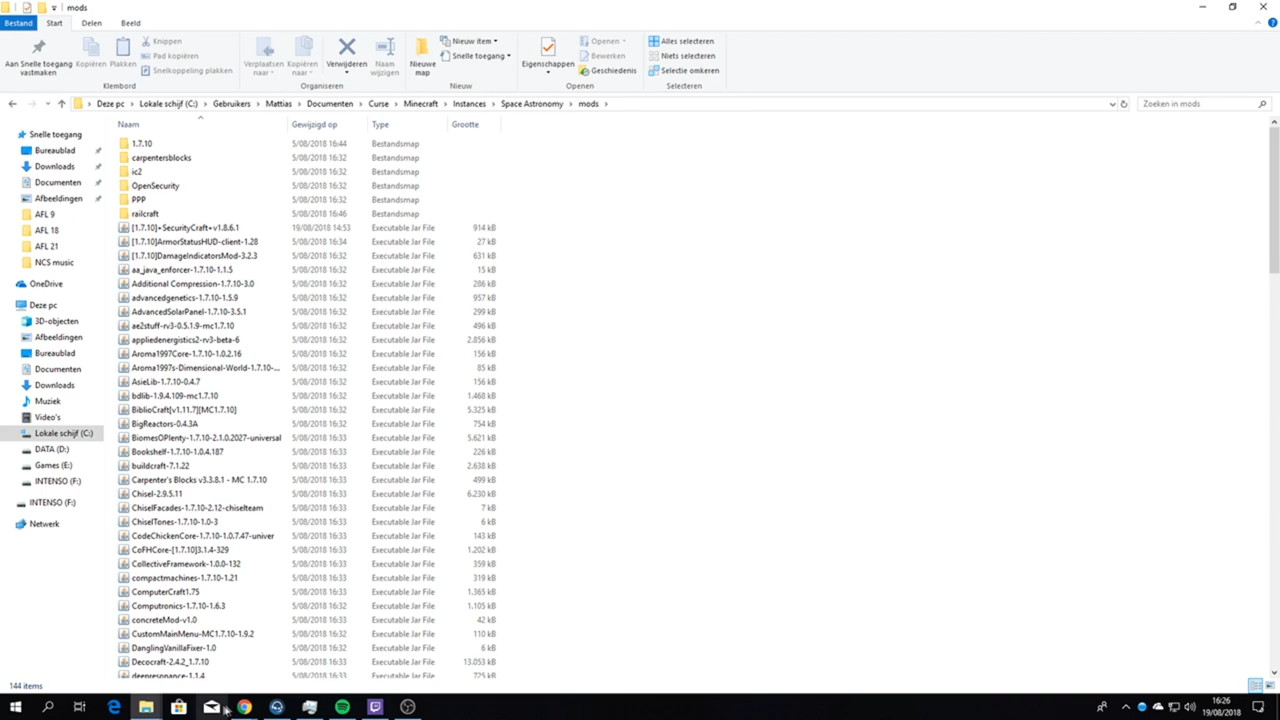 mods
Bestand Start Delen Beeld
Aan Snelle toegang vastmaken
Kopiëren
Plakken
Knippen
Pad kopiëren
Snelkoppeling plakken
Klembord
Verplaatsen naar
Kopiëren naar
Verwijderen
Naam wijzigen
Organiseren
Nieuwe map
Nieuw item
Snelle toegang
Nieuw
Eigenschappen
Openen
Bewerken
Geschiedenis
Openen
Alles selecteren
Niets selecteren
Selectie omkeren
Selecteren
Deze pc > Lokale schijf (C:) > Gebruikers > Mattias > Documenten > Curse > Minecraft > Instances > Space Astronomy > mods >
Zoeken in mods
Snelle toegang
Bureaublad
Downloads
Documenten
Afbeeldingen
AFL 9
AFL 18
AFL 21
NCS music
OneDrive
Deze pc
3D-objecten
Afbeeldingen
Bureaublad
Documenten
Downloads
Muziek
Video's
Lokale schijf (C:)
DATA (D:)
Games (E:)
INTENSO (F:)
INTENSO (F:)
Netwerk
Naam Gewijzigd op Type Grootte
1.7.10 5/08/2018 16:44 Bestandsmap
carpentersblocks 5/08/2018 16:32 Bestandsmap
ic2 5/08/2018 16:32 Bestandsmap
OpenSecurity 5/08/2018 16:32 Bestandsmap
PPP 5/08/2018 16:32 Bestandsmap
railcraft 5/08/2018 16:46 Bestandsmap
[1.7.10]•SecurityCraft•v1.8.6.1 19/08/2018 14:53 Executable Jar File 914 kB
[1.7.10]ArmorStatusHUD-client-1.28 5/08/2018 16:34 Executable Jar File 27 kB
[1.7.10]DamageIndicatorsMod-3.2.3 5/08/2018 16:32 Executable Jar File 631 kB
aa_java_enforcer-1.7.10-1.1.5 5/08/2018 16:32 Executable Jar File 15 kB
Additional Compression-1.7.10-3.0 5/08/2018 16:32 Executable Jar File 286 kB
advancedgenetics-1.7.10-1.5.9 5/08/2018 16:32 Executable Jar File 957 kB
AdvancedSolarPanel-1.7.10-3.5.1 5/08/2018 16:32 Executable Jar File 299 kB
ae2stuff-rv3-0.5.1.9-mc1.7.10 5/08/2018 16:32 Executable Jar File 496 kB
appliedenergistics2-rv3-beta-6 5/08/2018 16:32 Executable Jar File 2.856 kB
Aroma1997Core-1.7.10-1.0.2.16 5/08/2018 16:32 Executable Jar File 156 kB
Aroma1997s-Dimensional-World-1.7.10-... 5/08/2018 16:32 Executable Jar File 85 kB
AsieLib-1.7.10-0.4.7 5/08/2018 16:32 Executable Jar File 156 kB
bdlib-1.9.4.109-mc1.7.10 5/08/2018 16:32 Executable Jar File 1.468 kB
BiblioCraft[v1.11.7][MC1.7.10] 5/08/2018 16:32 Executable Jar File 5.325 kB
BigReactors-0.4.3A 5/08/2018 16:32 Executable Jar File 754 kB
BiomesOPlenty-1.7.10-2.1.0.2027-universal 5/08/2018 16:33 Executable Jar File 5.621 kB
Bookshelf-1.7.10-1.0.4.187 5/08/2018 16:32 Executable Jar File 226 kB
buildcraft-7.1.22 5/08/2018 16:33 Executable Jar File 2.638 kB
Carpenter's Blocks v3.3.8.1 - MC 1.7.10 5/08/2018 16:33 Executable Jar File 499 kB
Chisel-2.9.5.11 5/08/2018 16:33 Executable Jar File 6.230 kB
ChiselFacades-1.7.10-2.12-chiselteam 5/08/2018 16:33 Executable Jar File 7 kB
ChiselTones-1.7.10-1.0-3 5/08/2018 16:33 Executable Jar File 6 kB
CodeChickenCore-1.7.10-1.0.7.47-univer 5/08/2018 16:33 Executable Jar File 143 kB
CoFHCore-[1.7.10]3.1.4-329 5/08/2018 16:33 Executable Jar File 1.202 kB
CollectiveFramework-1.0.0-132 5/08/2018 16:33 Executable Jar File 359 kB
compactmachines-1.7.10-1.21 5/08/2018 16:33 Executable Jar File 319 kB
ComputerCraft1.75 5/08/2018 16:33 Executable Jar File 1.365 kB
Computronics-1.7.10-1.6.3 5/08/2018 16:32 Executable Jar File 1.105 kB
concreteMod-v1.0 5/08/2018 16:33 Executable Jar File 42 kB
CustomMainMenu-MC1.7.10-1.9.2 5/08/2018 16:32 Executable Jar File 110 kB
DanglingVanillaFixer-1.0 5/08/2018 16:32 Executable Jar File 6 kB
Decocraft-2.4.2_1.7.10 5/08/2018 16:33 Executable Jar File 13.053 kB
deepresonance-1.1.4 5/08/2018 16:33 Executable Jar File 725 kB
144 items
16:26
19/08/2018